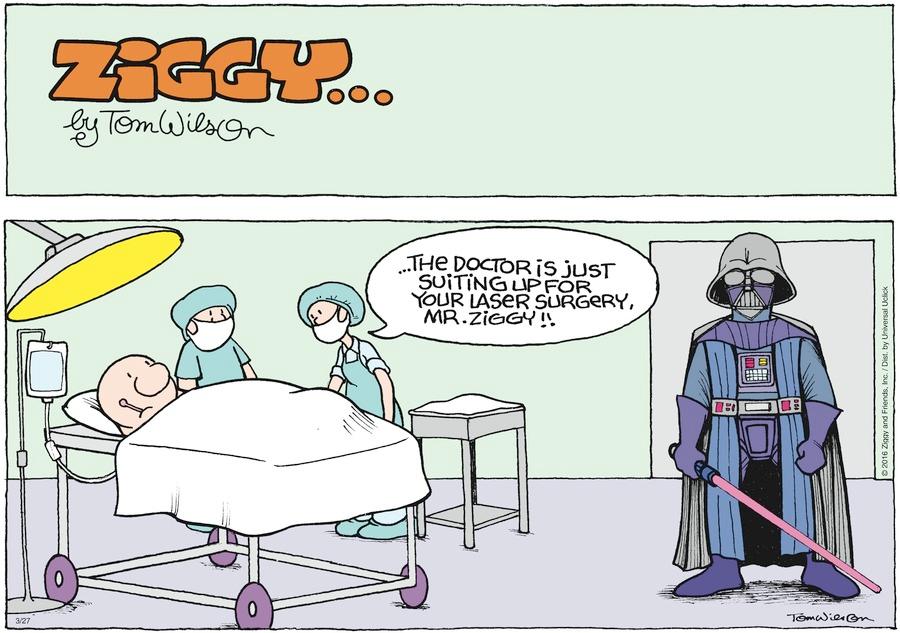 ZiGGY...
by Tom Wilson
...THE DOCTOR iS JUST
SUiTiNG UP FOR
YOUR LASER SURGERY,
MR. ZiGGY!!
© 2016 Ziggy and Friends, Inc. / Dist. by Universal Uclick
3/27
Tom Wilson